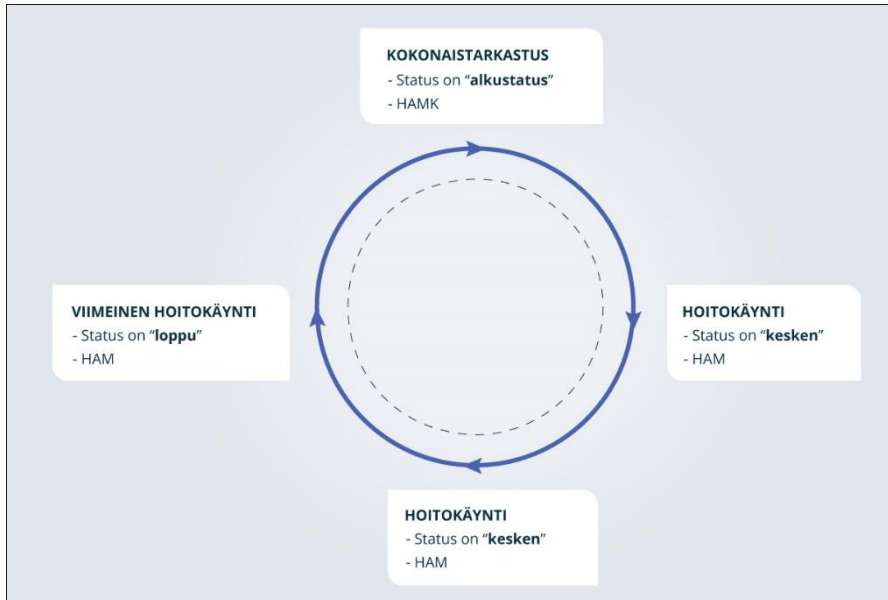 KOKONAISTARKASTUS
- Status on “alkustatus”
- HAMK
VIIMEINEN HOITOKÄYNTI
- Status on “loppu”
- HAM
HOITOKÄYNTI
- Status on “kesken”
- HAM
HOITOKÄYNTI
- Status on “kesken”
- HAM